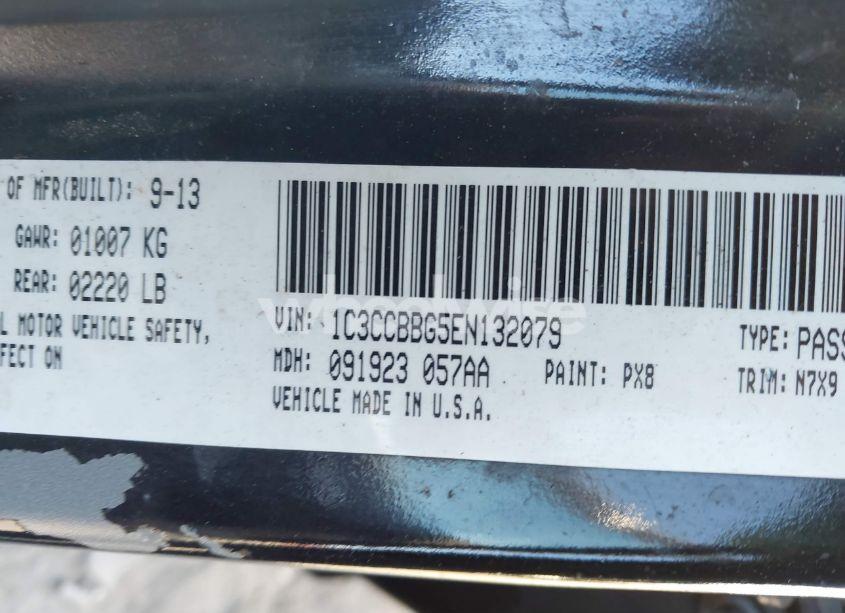 OF MFR(BUILT): 9-13
GAWR: 01007 KG
REAR: 02220 LB
L MOTOR VEHICLE SAFETY,
FECT ON
wheelwise
VIN: 1C3CCBBG5EN132079
TYPE: PASS
MDH: 091923 057AA PAINT: PX8
TRIM: N7X9
VEHICLE MADE IN U.S.A.